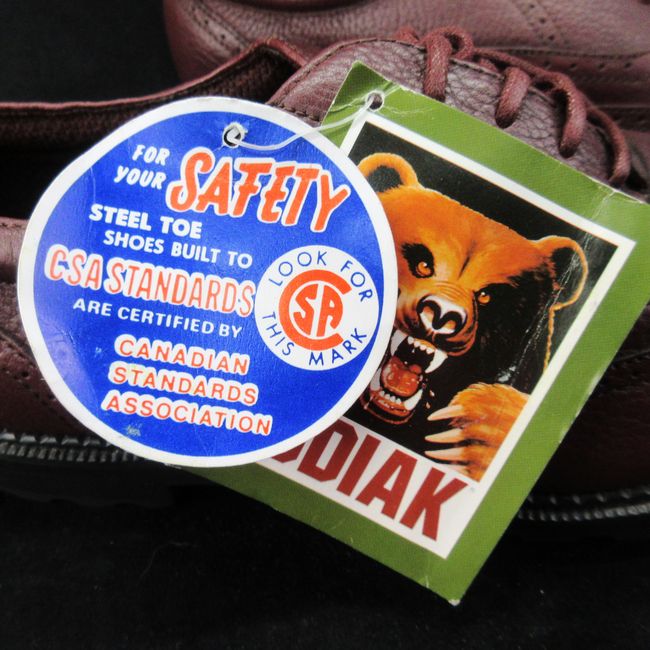 FOR
YOUR SAFETY
STEEL TOE
SHOES BUILT TO
CSA STANDARDS
ARE CERTIFIED BY
CANADIAN
STANDARDS
ASSOCIATION
LOOK FOR
CSA
THIS MARK
ODIAK